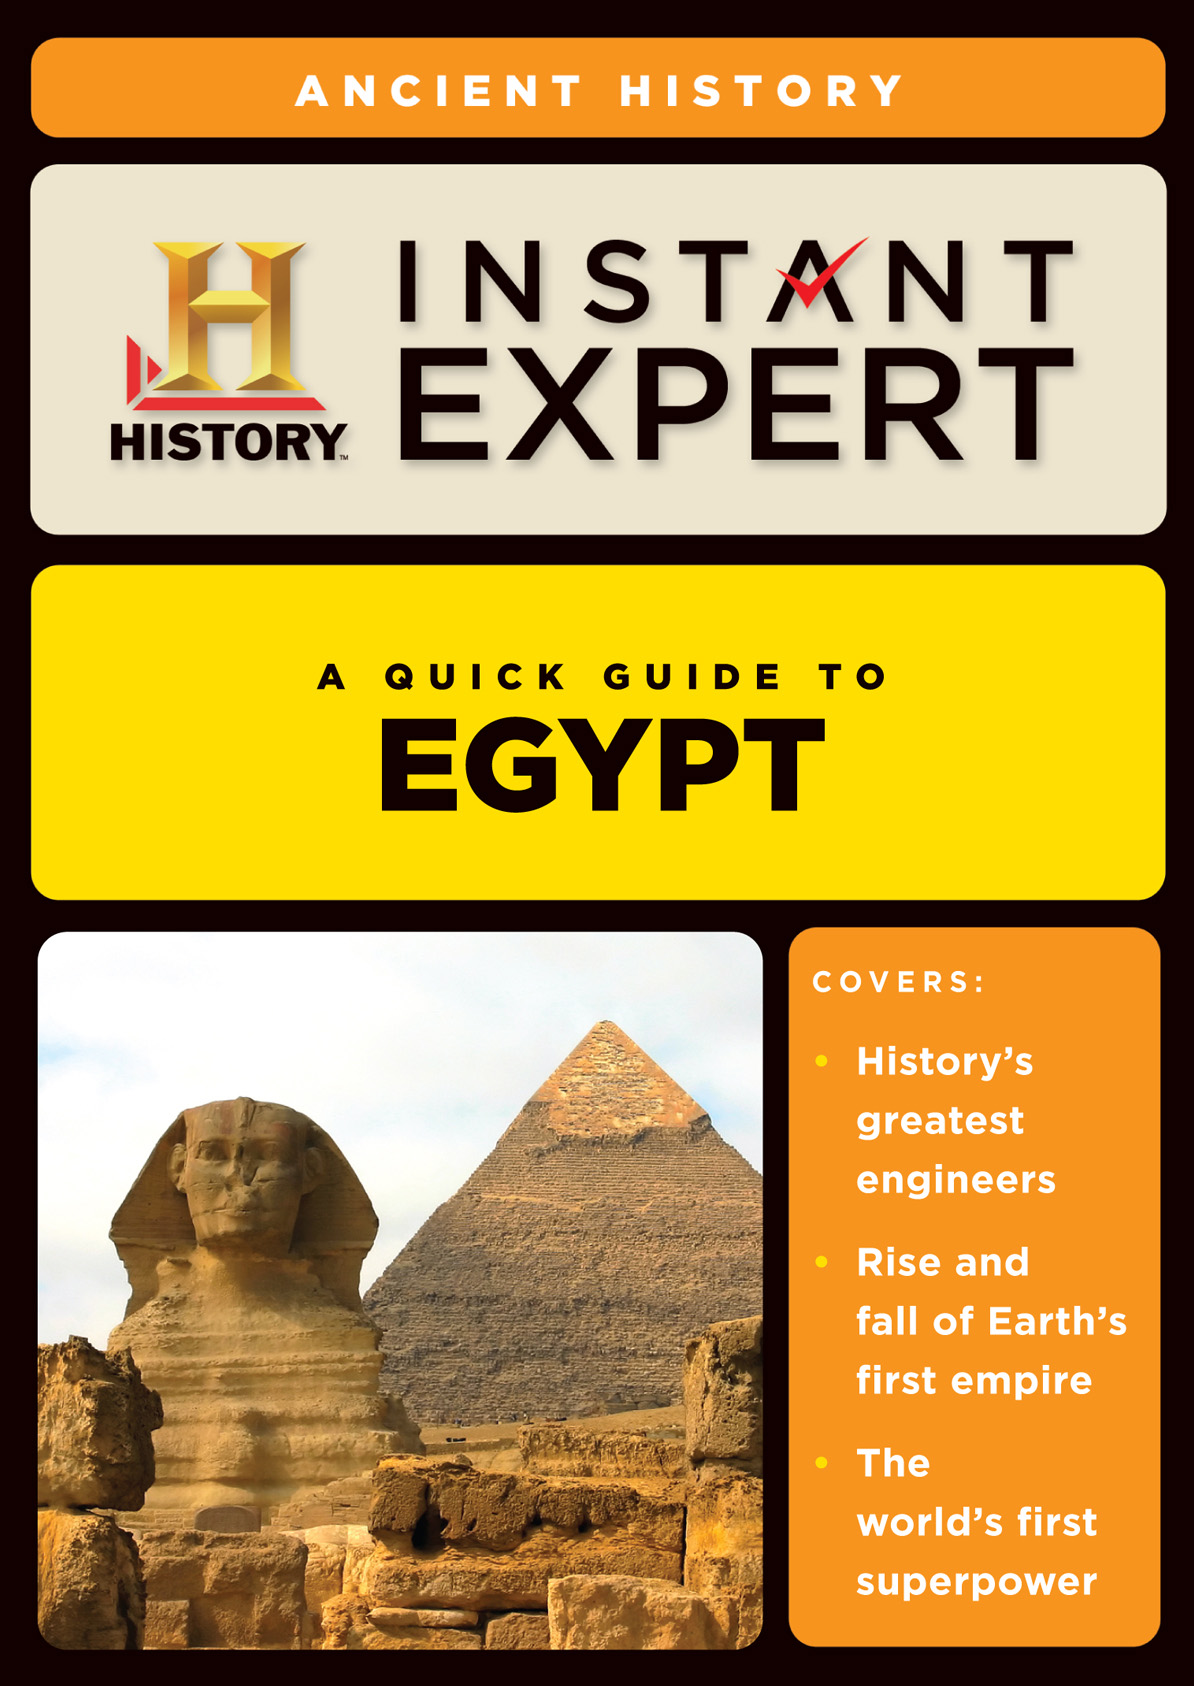 ANCIENT HISTORY
INSTANT
EXPERT
HISTORY™
A QUICK GUIDE TO
EGYPT
COVERS:
• History’s
greatest
engineers
• Rise and
fall of Earth’s
first empire
• The
world’s first
superpower